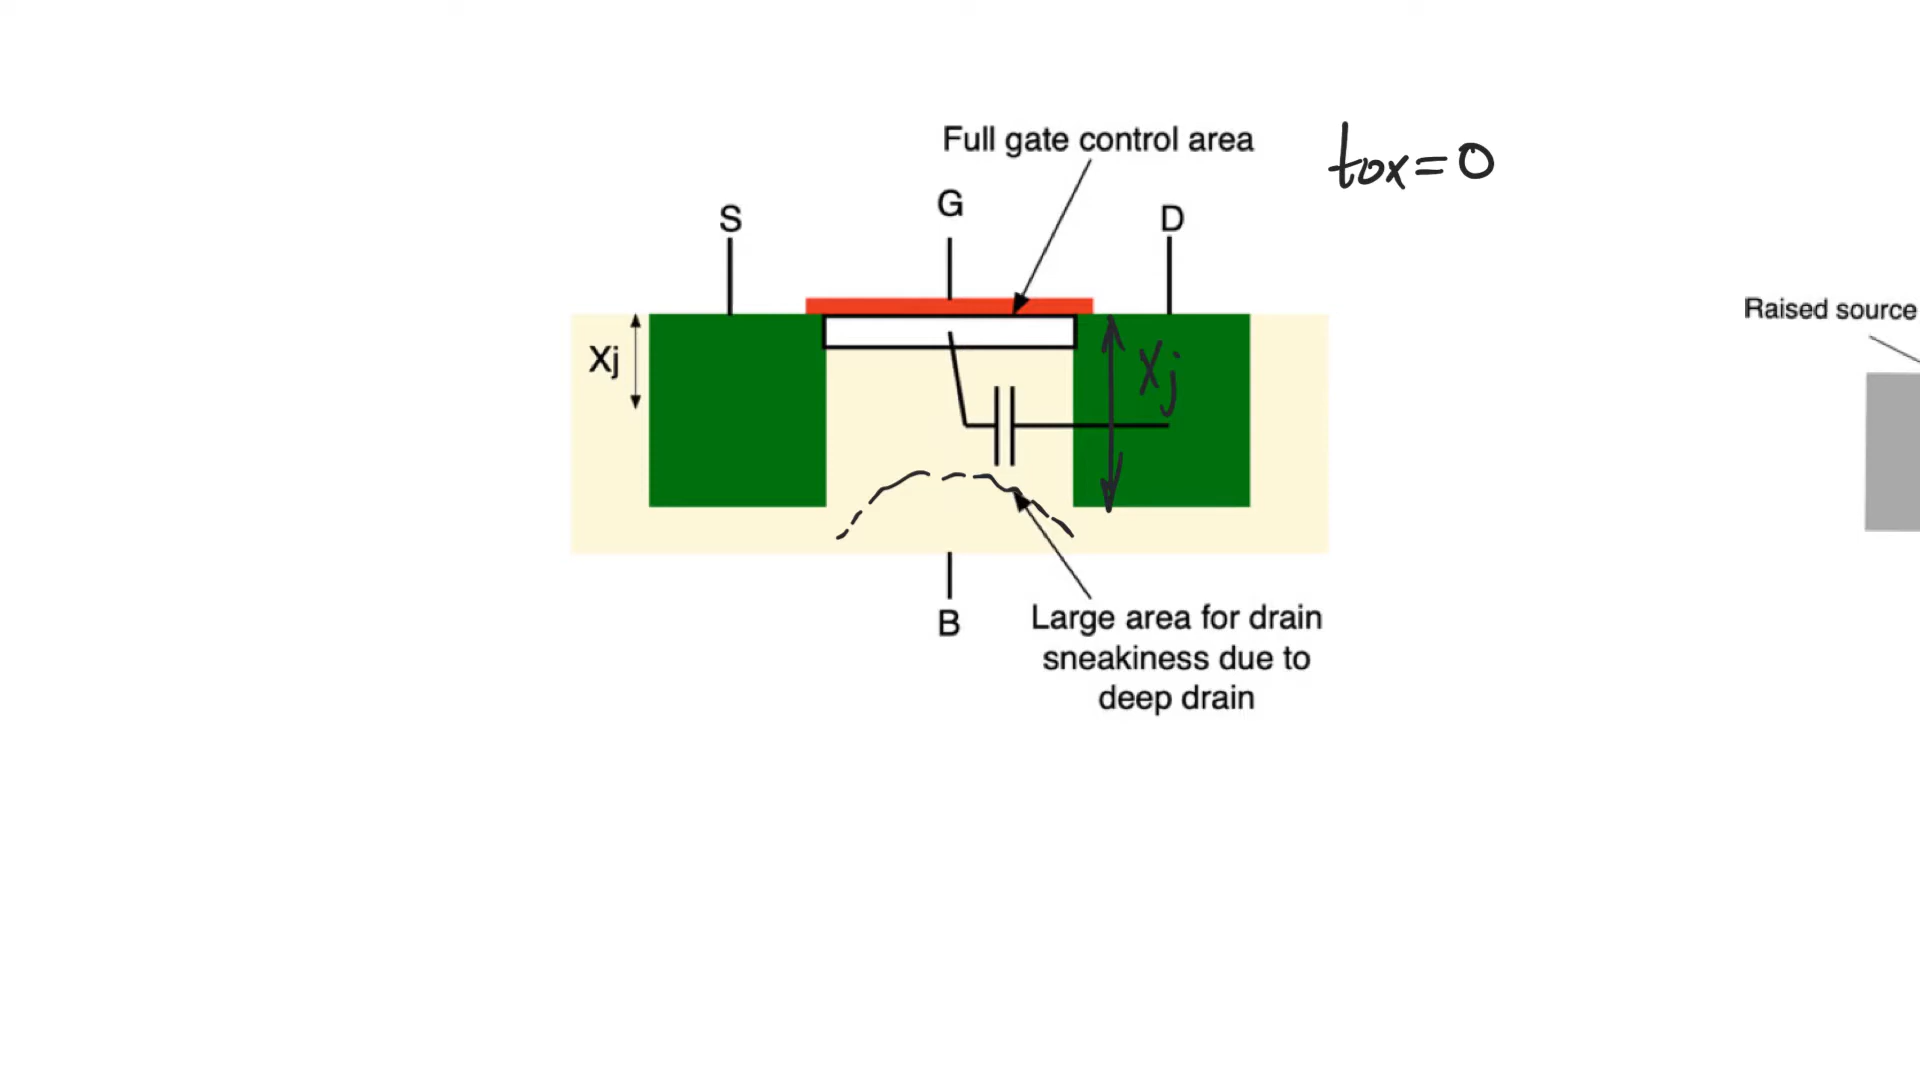 Full gate control area
tox=0
S
G
D
Raised source
Xj
Xj
B
Large area for drain
sneakiness due to
deep drain